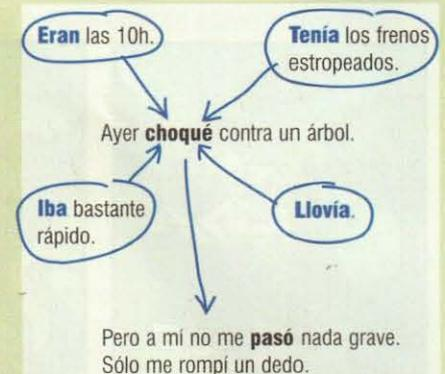 Eran las 10h.
Tenía los frenos
estropeados.
Ayer choqué contra un árbol.
Iba bastante
rápido.
Llovía.
Pero a mí no me pasó nada grave.
Sólo me rompí un dedo.